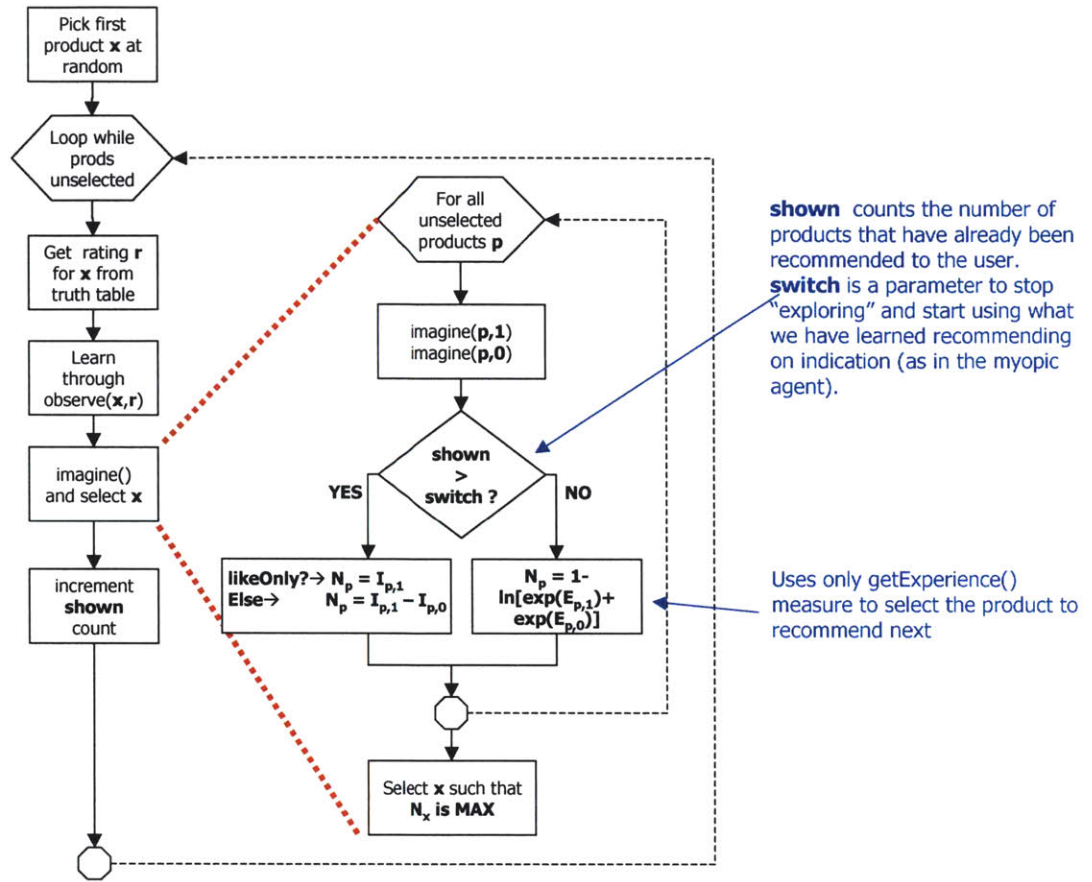 Pick first
product x at
random
Loop while
prods
unselected
Get rating r
for x from
truth table
Learn
through
observe(x,r)
imagine()
and select x
increment
shown
count
For all
unselected
products p
imagine(p,1)
imagine(p,0)
shown
>
switch ?
YES
NO
likeOnly?→ Np = Ip,1
Else→ Np = Ip,1 – Ip,0
Np = 1-
ln[exp(Ep,1)+
exp(Ep,0)]
Select x such that
Nx is MAX
shown counts the number of
products that have already been
recommended to the user.
switch is a parameter to stop
"exploring" and start using what
we have learned recommending
on indication (as in the myopic
agent).
Uses only getExperience()
measure to select the product to
recommend next